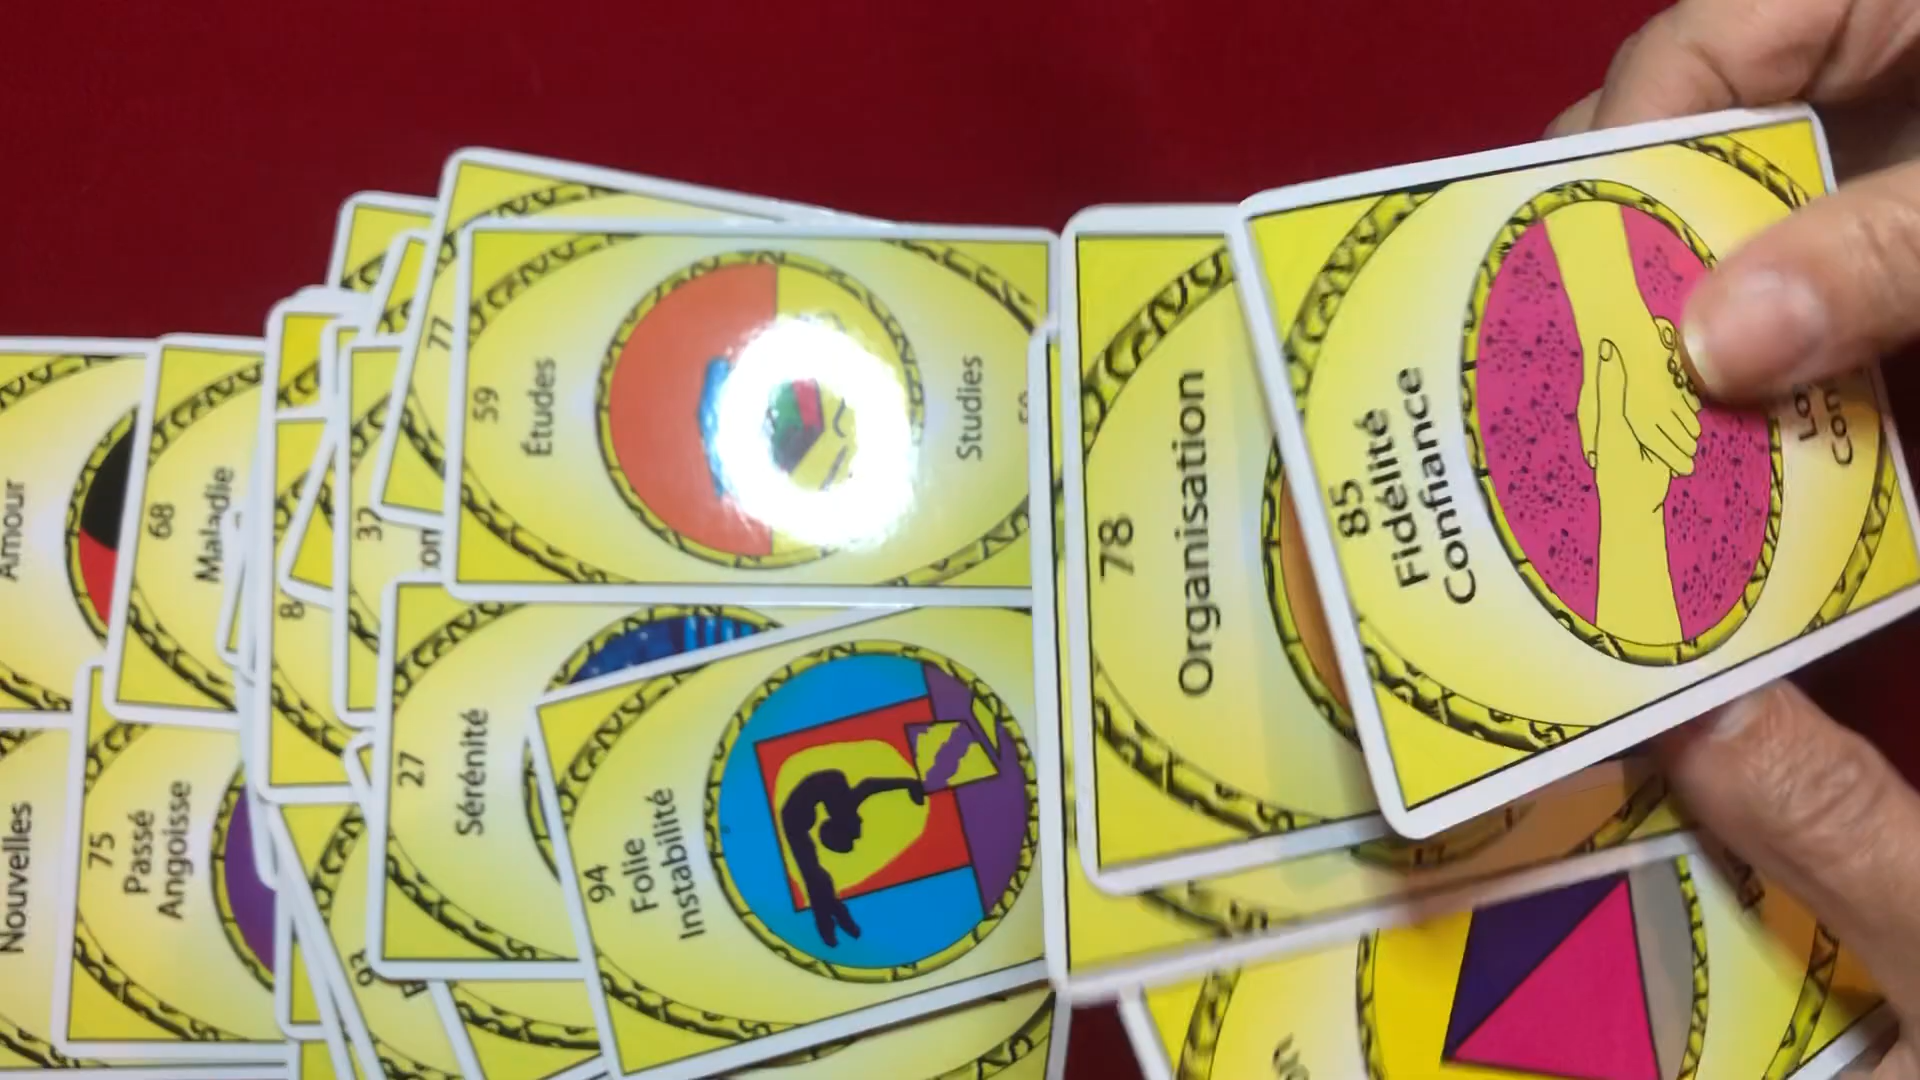 Amour
Nouvelles
68
Maladie
75
Passé
Angoisse
37
77
59
Études
Studies
27
Sérénité
94
Folie
Instabilité
78
Organisation
85
Fidélité
Confiance